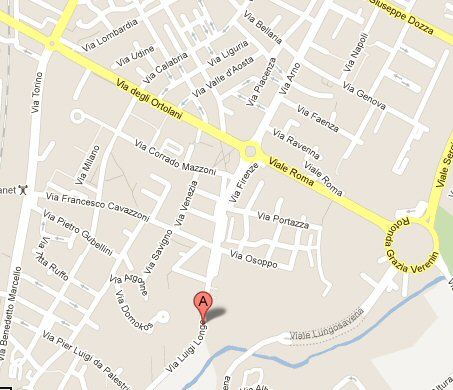 Giuseppe Dozza
Via Lombardia
Via Bellaria
Via Udine
Via Liguria
Via Napoli
Via Calabria
Via Valle d'Aosta
Via Piacenza
Via Arno
Via Torino
Via degli Ortolani
Via Genova
Via Faenza
Via Ravenna
Via Milano
Via Corrado Mazzoni
Viale Roma
Viale Roma
Via Firenze
anet
Via Francesco Cavazzoni
Via Venezia
Via Portazza
Via Pietro Gubellini
Rotonda
Grazia Verenin
Via Savigno
Via Osoppo
Via
Ruffo
Via Argonne
Via Domokos
A
Via Benedetto Marcello
Via Luigi Longo
Viale Lungosavena
Via Pier Luigi da Palestri